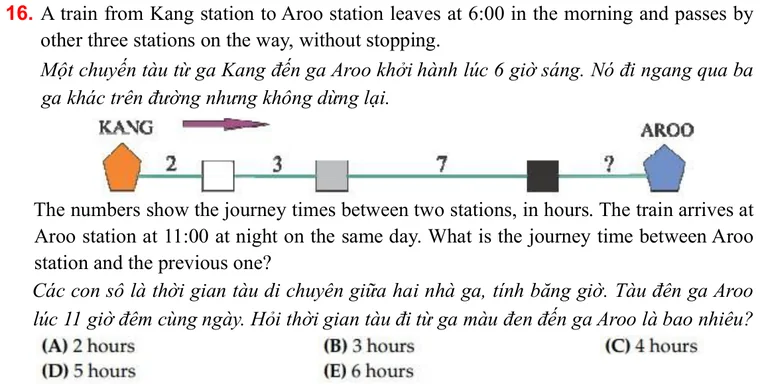 16. A train from Kang station to Aroo station leaves at 6:00 in the morning and passes by
other three stations on the way, without stopping.
Một chuyến tàu từ ga Kang đến ga Aroo khởi hành lúc 6 giờ sáng. Nó đi ngang qua ba
ga khác trên đường nhưng không dừng lại.
KANG AROO
2 3 7 ?
The numbers show the journey times between two stations, in hours. The train arrives at
Aroo station at 11:00 at night on the same day. What is the journey time between Aroo
station and the previous one?
Các con số là thời gian tàu di chuyên giữa hai nhà ga, tính băng giờ. Tàu đên ga Aroo
lúc 11 giờ đêm cùng ngày. Hỏi thời gian tàu đi từ ga màu đen đến ga Aroo là bao nhiêu?
(A) 2 hours (B) 3 hours (C) 4 hours
(D) 5 hours (E) 6 hours